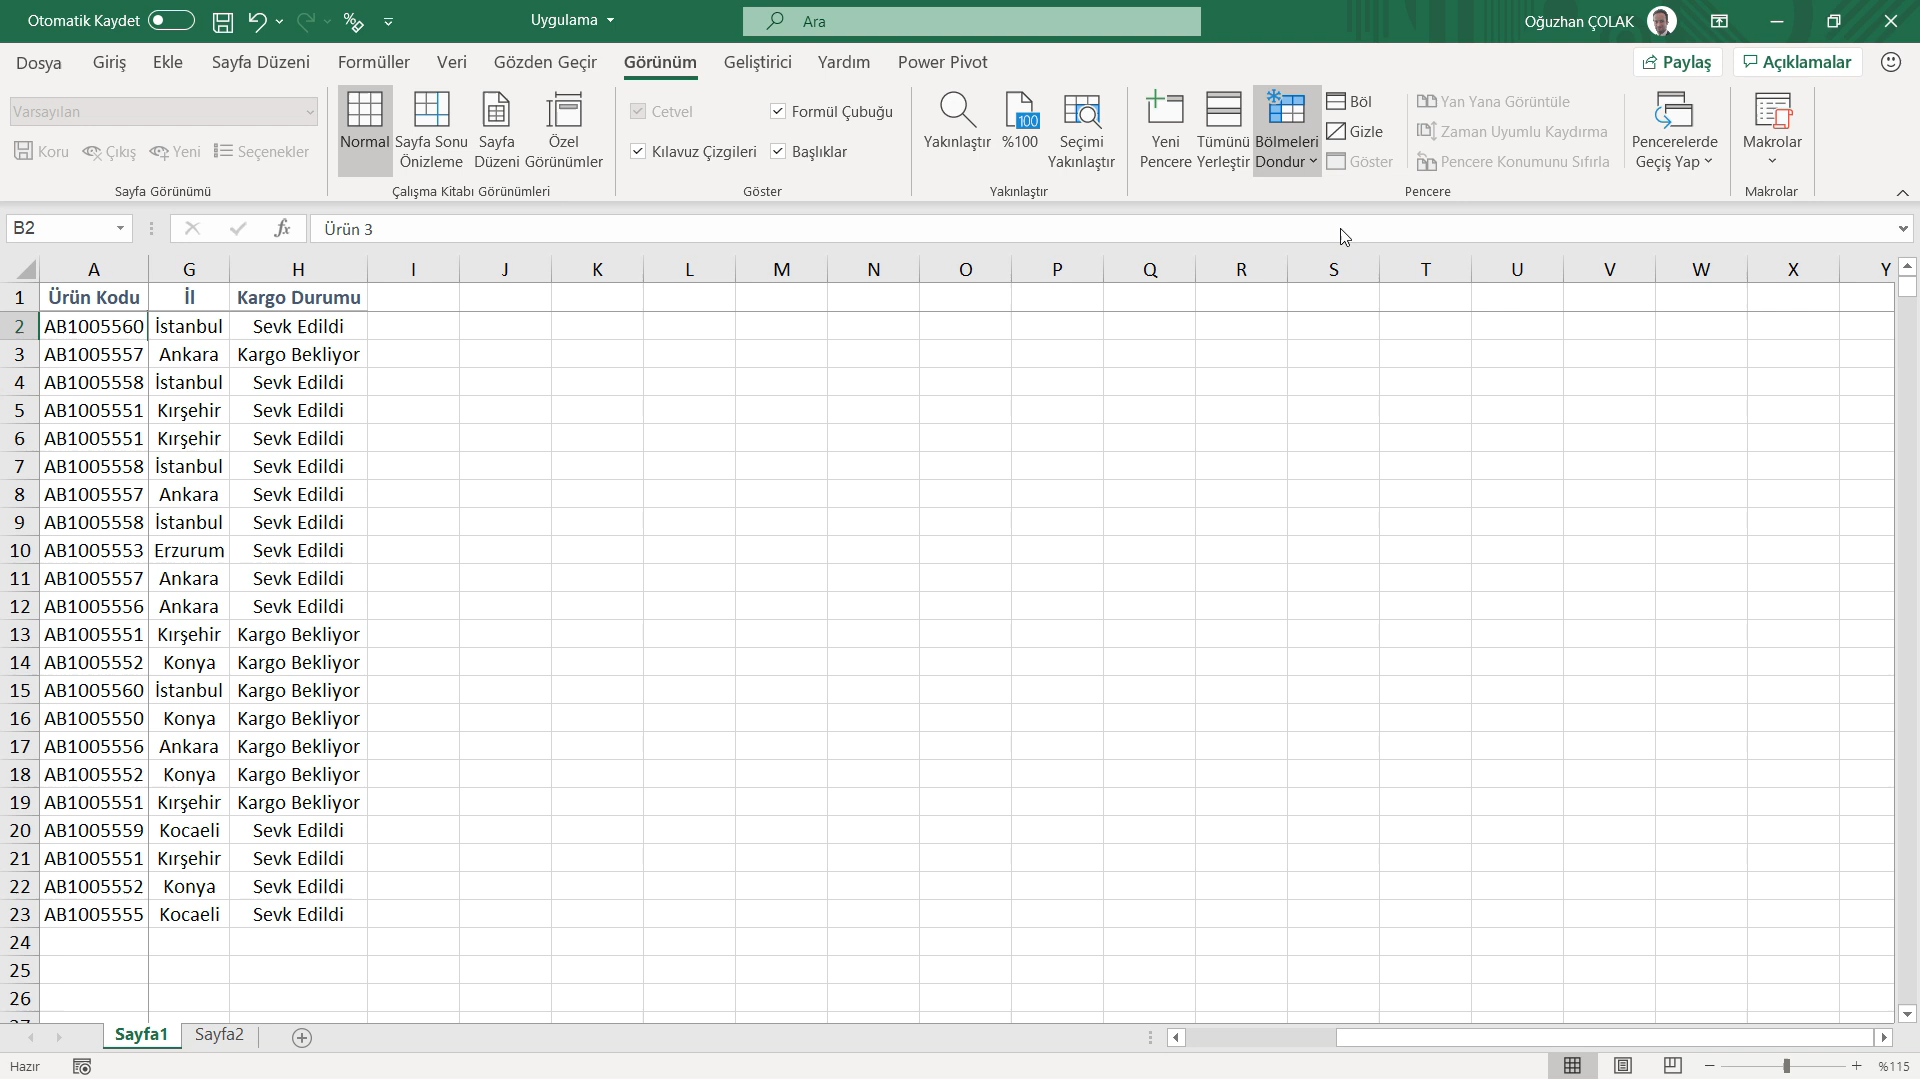 Otomatik Kaydet
Uygulama
Ara
Oğuzhan ÇOLAK
Dosya Giriş Ekle Sayfa Düzeni Formüller Veri Gözden Geçir Görünüm Geliştirici Yardım Power Pivot
Paylaş Açıklamalar
Varsayılan
Koru Çıkış Yeni Seçenekler
Sayfa Görünümü
Normal
Sayfa Sonu
Önizleme
Sayfa
Düzeni
Özel
Görünümler
Çalışma Kitabı Görünümleri
Cetvel
Formül Çubuğu
Kılavuz Çizgileri
Başlıklar
Göster
Yakınlaştır
100
%100
Seçimi
Yakınlaştır
Yakınlaştır
Yeni
Pencere
Tümünü
Yerleştir
Bölmeleri
Dondur
Böl
Gizle
Göster
Yan Yana Görüntüle
Zaman Uyumlu Kaydırma
Pencere Konumunu Sıfırla
Pencerelerde
Geçiş Yap
Pencere
Makrolar
Makrolar
B2
fx
Ürün 3
A G H I J K L M N O P Q R S T U V W X Y
1 Ürün Kodu İl Kargo Durumu
2 AB1005560 İstanbul Sevk Edildi
3 AB1005557 Ankara Kargo Bekliyor
4 AB1005558 İstanbul Sevk Edildi
5 AB1005551 Kırşehir Sevk Edildi
6 AB1005551 Kırşehir Sevk Edildi
7 AB1005558 İstanbul Sevk Edildi
8 AB1005557 Ankara Sevk Edildi
9 AB1005558 İstanbul Sevk Edildi
10 AB1005553 Erzurum Sevk Edildi
11 AB1005557 Ankara Sevk Edildi
12 AB1005556 Ankara Sevk Edildi
13 AB1005551 Kırşehir Kargo Bekliyor
14 AB1005552 Konya Kargo Bekliyor
15 AB1005560 İstanbul Kargo Bekliyor
16 AB1005550 Konya Kargo Bekliyor
17 AB1005556 Ankara Kargo Bekliyor
18 AB1005552 Konya Kargo Bekliyor
19 AB1005551 Kırşehir Kargo Bekliyor
20 AB1005559 Kocaeli Sevk Edildi
21 AB1005551 Kırşehir Sevk Edildi
22 AB1005552 Konya Sevk Edildi
23 AB1005555 Kocaeli Sevk Edildi
24
25
26
Sayfa1 Sayfa2
Hazır
%115